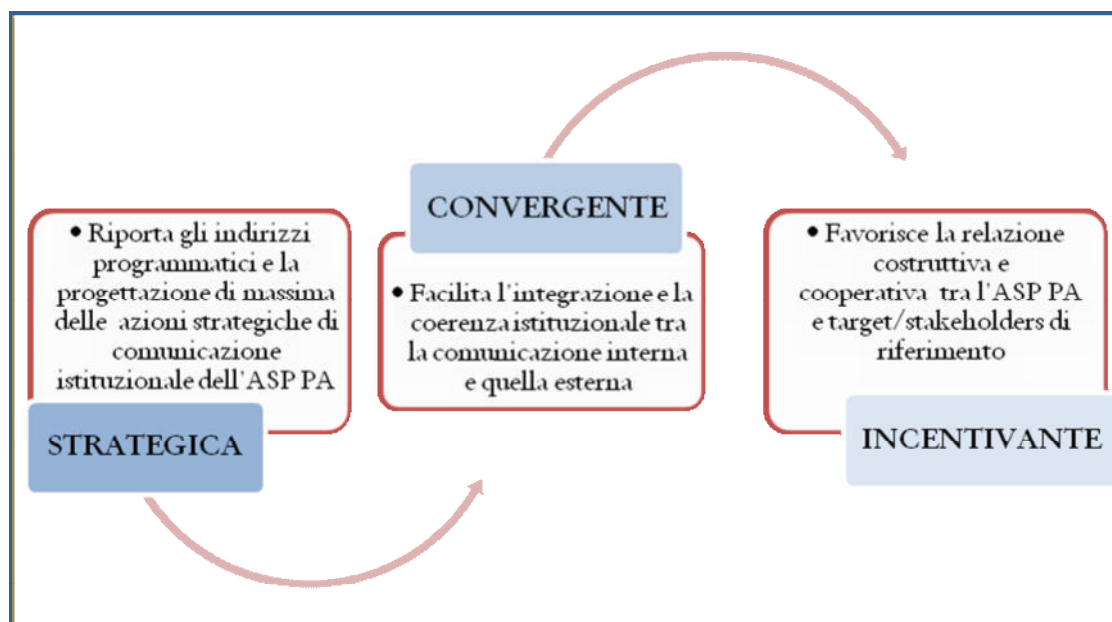 • Riporta gli indirizzi
programmatici e la
progettazione di massima
delle azioni strategiche di
comunicazione
istituzionale dell'ASP PA
STRATEGICA
CONVERGENTE
• Facilita l'integrazione e la
coerenza istituzionale tra
la comunicazione interna
e quella esterna
• Favorisce la relazione
costruttiva e
cooperativa tra l'ASP PA
e target/stakeholders di
riferimento
INCENTIVANTE